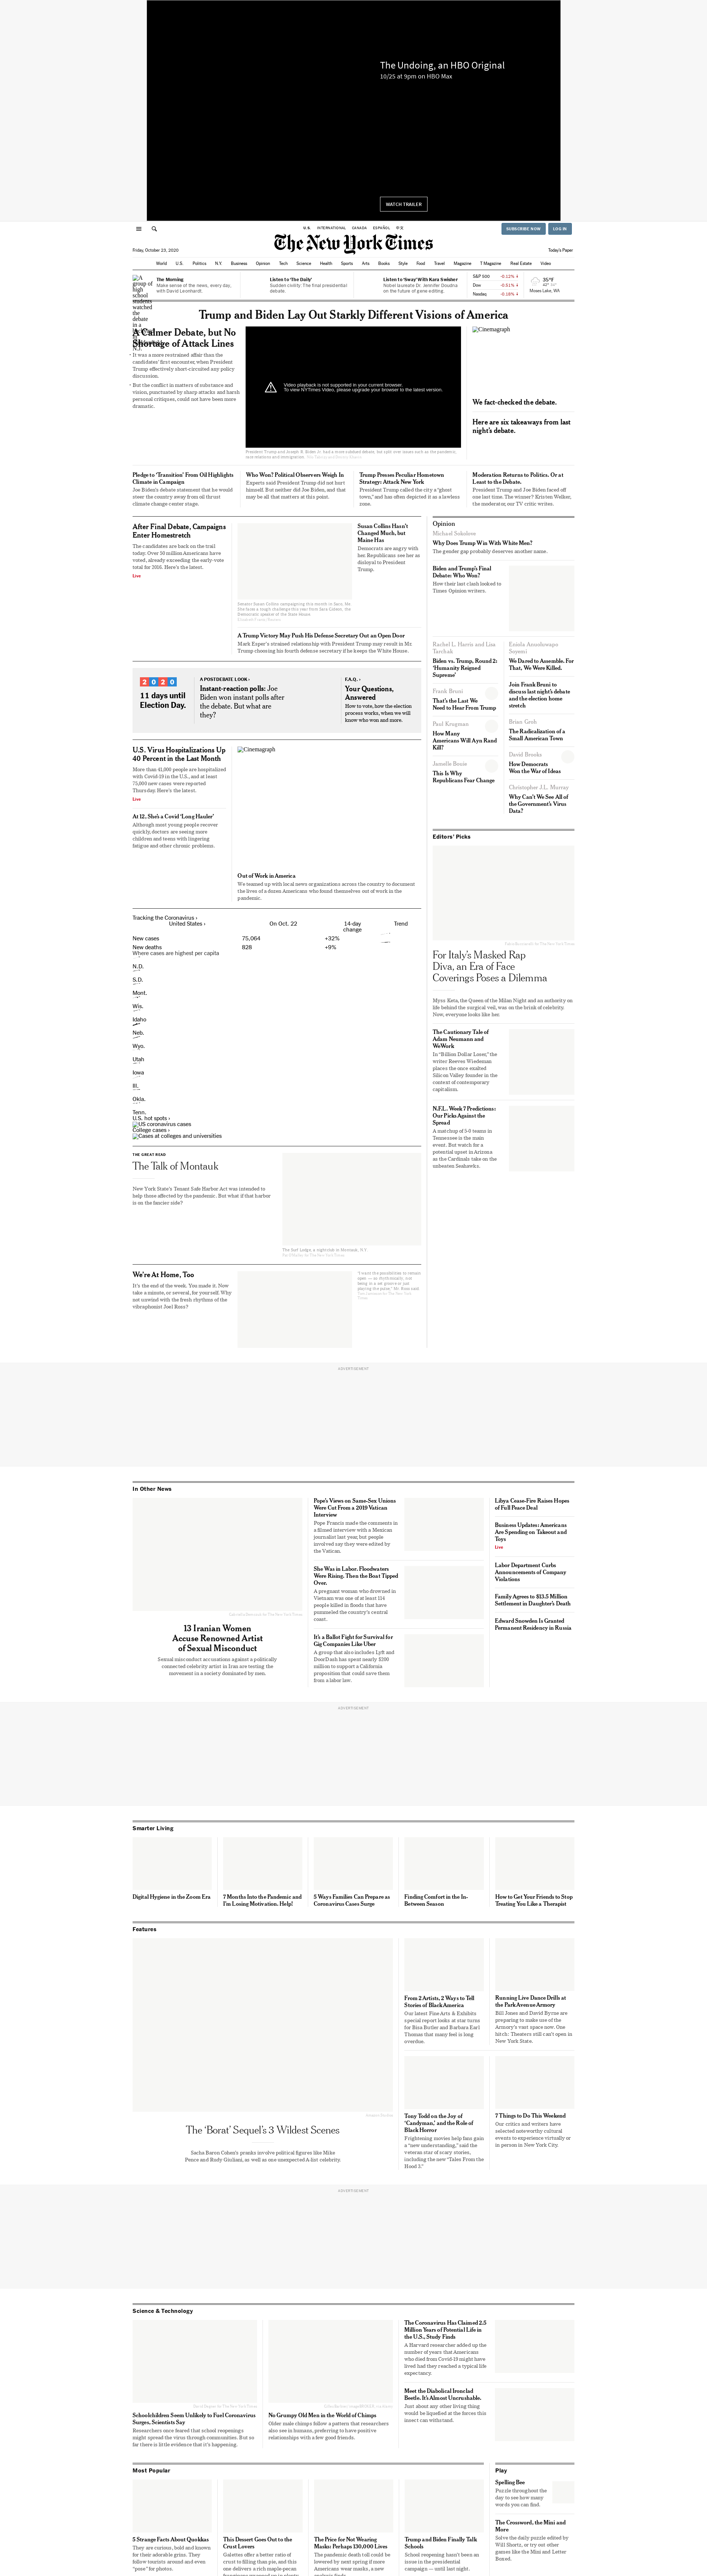 The Undoing, an HBO Original
10/25 at 9pm on HBO Max
WATCH TRAILER
U.S. INTERNATIONAL CANADA ESPAÑOL 中文
SUBSCRIBE NOW LOG IN
The New York Times
Friday, October 23, 2020
Today's Paper
World U.S. Politics N.Y. Business Opinion Tech Science Health Sports Arts Books Style Food Travel Magazine T Magazine Real Estate Video
The Morning
Make sense of the news, every day, with David Leonhardt.
Listen to 'The Daily'
Sudden civility: The final presidential debate.
Listen to 'Sway' With Kara Swisher
Nobel laureate Dr. Jennifer Doudna on the future of gene editing.
S&P 500
Dow
Nasdaq
35°F
Moses Lake, WA
Trump and Biden Lay Out Starkly Different Visions of America
A Calmer Debate, but No
Shortage of Attack Lines
It was a more restrained affair than the
candidates' first encounter, when President
Trump effectively short-circuited any policy
discussion.
But the conflict in matters of substance and
vision, punctuated by sharp attacks and harsh
personal critiques, could not have been more
dramatic.
Video playback is not supported in your current browser.
To view NYTimes Video, please upgrade your browser to the latest version.
Cinemagraph
We fact-checked the debate.
Here are six takeaways from last
night's debate.
Pledge to 'Transition' From Oil Highlights
Climate in Campaign
Joe Biden's debate statement that he would
steer the country away from oil thrust
climate change center stage.
Who Won? Political Observers Weigh In
Experts said President Trump did not hurt
himself. But neither did Joe Biden, and that
may be all that matters at this point.
Trump Presses Peculiar Hometown
Strategy: Attack New York
President Trump called the city a "ghost
town," and has often depicted it as a lawless
zone.
Moderation Returns to Politics. Or at
Least to the Debate.
President Trump and Joe Biden faced off
one last time. The winner? Kristen Welker,
the moderator, our TV critic writes.
After Final Debate, Campaigns
Enter Homestretch
The candidates are back on the trail
today. Over 50 million Americans have
voted, already exceeding the early-vote
total for 2016. Here's the latest.
Live
Susan Collins Hasn't
Changed Much, but
Maine Has
Democrats are angry with
her. Republicans see her as
disloyal to President
Trump.
A Trump Victory May Push His Defense Secretary Out an Open Door
Mark Esper's strained relationship with President Trump may result in Mr.
Trump choosing his fourth defense secretary if he keeps the White House.
2020
11 days until
Election Day.
A POSTDEBATE LOOK ›
Instant-reaction polls: Joe
Biden won instant polls after
the debate. But what are
they?
F.A.Q. ›
Your Questions,
Answered
How to vote, how the election
process works, when we will
know who won and more.
U.S. Virus Hospitalizations Up
40 Percent in the Last Month
More than 41,000 people are hospitalized
with Covid-19 in the U.S., and at least
75,000 new cases were reported
Thursday. Here's the latest.
Live
At 12, She's a Covid 'Long Hauler'
Although most young people recover
quickly, doctors are seeing more
children and teens with lingering
fatigue and other chronic problems.
Cinemagraph
Out of Work in America
We teamed up with local news organizations across the country to document
the lives of a dozen Americans who found themselves out of work in the
pandemic.
Tracking the Coronavirus ›
United States › On Oct. 22 14-day change Trend
New cases 75,064 +32%
New deaths 828 +9%
Where cases are highest per capita
N.D.
S.D.
Mont.
Wis.
Idaho
Neb.
Wyo.
Utah
Iowa
Ill.
Okla.
Tenn.
U.S. hot spots ›
US coronavirus cases
College cases ›
Cases at colleges and universities
THE GREAT READ
The Talk of Montauk
New York State's Tenant Safe Harbor Act was intended to
help those affected by the pandemic. But what if that harbor
is on the fancier side?
The Surf Lodge, a nightclub in Montauk, N.Y.
We're At Home, Too
It's the end of the week. You made it. Now
take a minute, or several, for yourself. Why
not unwind with the fresh rhythms of the
vibraphonist Joel Ross?
Opinion
Michael Sokolove
Why Does Trump Win With White Men?
The gender gap probably deserves another name.
Biden and Trump's Final
Debate: Who Won?
How their last clash looked to
Times Opinion writers.
Rachel L. Harris and Lisa
Tarchak
Biden vs. Trump, Round 2:
'Humanity Reigned
Supreme'
Frank Bruni
That's the Last We
Need to Hear From Trump
Paul Krugman
How Many
Americans Will Ayn Rand
Kill?
Jamelle Bouie
This Is Why
Republicans Fear Change
Eniola Anuoluwapo
Soyemi
We Dared to Assemble. For
That, We Were Killed.
Join Frank Bruni to
discuss last night's debate
and the election home
stretch
Brian Groh
The Radicalization of a
Small American Town
David Brooks
How Democrats
Won the War of Ideas
Christopher J.L. Murray
Why Can't We See All of
the Government's Virus
Data?
Editors' Picks
For Italy's Masked Rap
Diva, an Era of Face
Coverings Poses a Dilemma
Myss Keta, the Queen of the Milan Night and an authority on
life behind the surgical veil, was on the brink of celebrity.
Now, everyone looks like her.
The Cautionary Tale of
Adam Neumann and
WeWork
In "Billion Dollar Loser," the
writer Reeves Wiedeman
places the once exalted
Silicon Valley founder in the
context of contemporary
capitalism.
N.F.L. Week 7 Predictions:
Our Picks Against the
Spread
A matchup of 5-0 teams in
Tennessee is the main
event. But watch for a
potential upset in Arizona
as the Cardinals take on the
unbeaten Seahawks.
ADVERTISEMENT
In Other News
13 Iranian Women
Accuse Renowned Artist
of Sexual Misconduct
Sexual misconduct accusations against a politically
connected celebrity artist in Iran are testing the
movement in a society dominated by men.
Pope's Views on Same-Sex Unions
Were Cut From a 2019 Vatican
Interview
Pope Francis made the comments in
a filmed interview with a Mexican
journalist last year, but people
involved say they were edited by
the Vatican.
She Was in Labor. Floodwaters
Were Rising. Then the Boat Tipped
Over.
A pregnant woman who drowned in
Vietnam was one of at least 114
people killed in floods that have
pummeled the country's central
coast.
It's a Ballot Fight for Survival for
Gig Companies Like Uber
A group that also includes Lyft and
DoorDash has spent nearly $200
million to support a California
proposition that could save them
from a labor law.
Libya Cease-Fire Raises Hopes
of Full Peace Deal
Business Updates: Americans
Are Spending on Takeout and
Toys
Live
Labor Department Curbs
Announcements of Company
Violations
Family Agrees to $13.5 Million
Settlement in Daughter's Death
Edward Snowden Is Granted
Permanent Residency in Russia
ADVERTISEMENT
Smarter Living
Digital Hygiene in the Zoom Era
7 Months Into the Pandemic and
I'm Losing Motivation. Help!
5 Ways Families Can Prepare as
Coronavirus Cases Surge
Finding Comfort in the In-
Between Season
How to Get Your Friends to Stop
Treating You Like a Therapist
Features
The 'Borat' Sequel's 3 Wildest Scenes
Sacha Baron Cohen's pranks involve political figures like Mike
Pence and Rudy Giuliani, as well as one unexpected A-list celebrity.
From 2 Artists, 2 Ways to Tell
Stories of Black America
Our latest Fine Arts & Exhibits
special report looks at star turns
for Bisa Butler and Barbara Earl
Thomas that many feel is long
overdue.
Running Live Dance Drills at
the Park Avenue Armory
Bill Jones and David Byrne are
preparing to make use of the
Armory's vast space now. One
hitch: Theaters still can't open in
New York State.
Tony Todd on the Joy of
'Candyman,' and the Role of
Black Horror
Frightening movies help fans gain
a "new understanding," said the
veteran star of scary stories,
including the new "Tales From the
Hood 3."
7 Things to Do This Weekend
Our critics and writers have
selected noteworthy cultural
events to experience virtually or
in person in New York City.
ADVERTISEMENT
Science & Technology
Schoolchildren Seem Unlikely to Fuel Coronavirus
Surges, Scientists Say
Researchers once feared that school reopenings
might spread the virus through communities. But so
far there is little evidence that it's happening.
No Grumpy Old Men in the World of Chimps
Older male chimps follow a pattern that researchers
also see in humans, preferring to have positive
relationships with a few good friends.
The Coronavirus Has Claimed 2.5
Million Years of Potential Life in
the U.S., Study Finds
A Harvard researcher added up the
number of years that Americans
who died from Covid-19 might have
lived had they reached a typical life
expectancy.
Meet the Diabolical Ironclad
Beetle. It's Almost Uncrushable.
Just about any other living thing
would be liquefied at the forces this
insect can withstand.
Most Popular
5 Strange Facts About Quokkas
They are curious, bold and known
for their adorable grins. They
follow tourists around and even
"pose" for photos.
This Dessert Goes Out to the
Crust Lovers
Galettes offer a better ratio of
crust to filling than pie, and this
one delivers a rich maple-pecan
The Price for Not Wearing
Masks: Perhaps 130,000 Lives
The pandemic death toll could be
lowered by next spring if more
Americans wear masks, a new
Trump and Biden Finally Talk
Schools
School reopening hasn't been an
issue in the presidential
campaign — until last night.
Play
Spelling Bee
Puzzle throughout the
day to see how many
words you can find.
The Crossword, the Mini and
More
Solve the daily puzzle edited by
Will Shortz, or try out other
games like the Mini and Letter
Boxed.